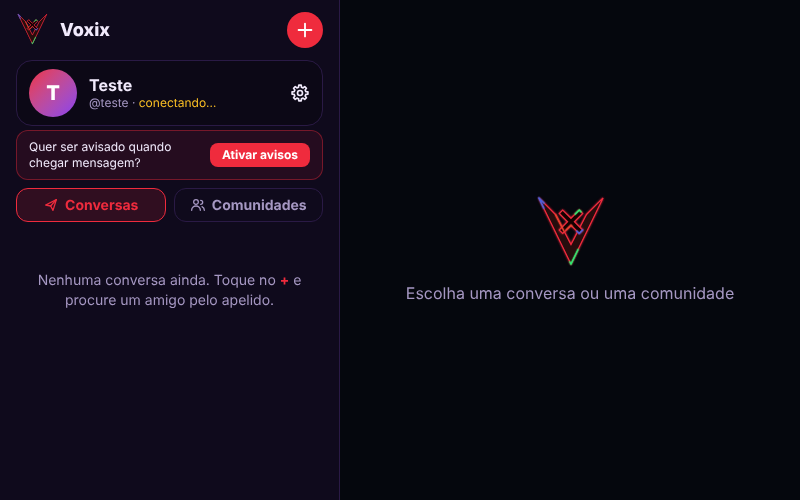 Voxix
T
Teste
@teste · conectando...
Quer ser avisado quando
chegar mensagem?
Ativar avisos
Conversas
Comunidades
Nenhuma conversa ainda. Toque no + e
procure um amigo pelo apelido.
Escolha uma conversa ou uma comunidade